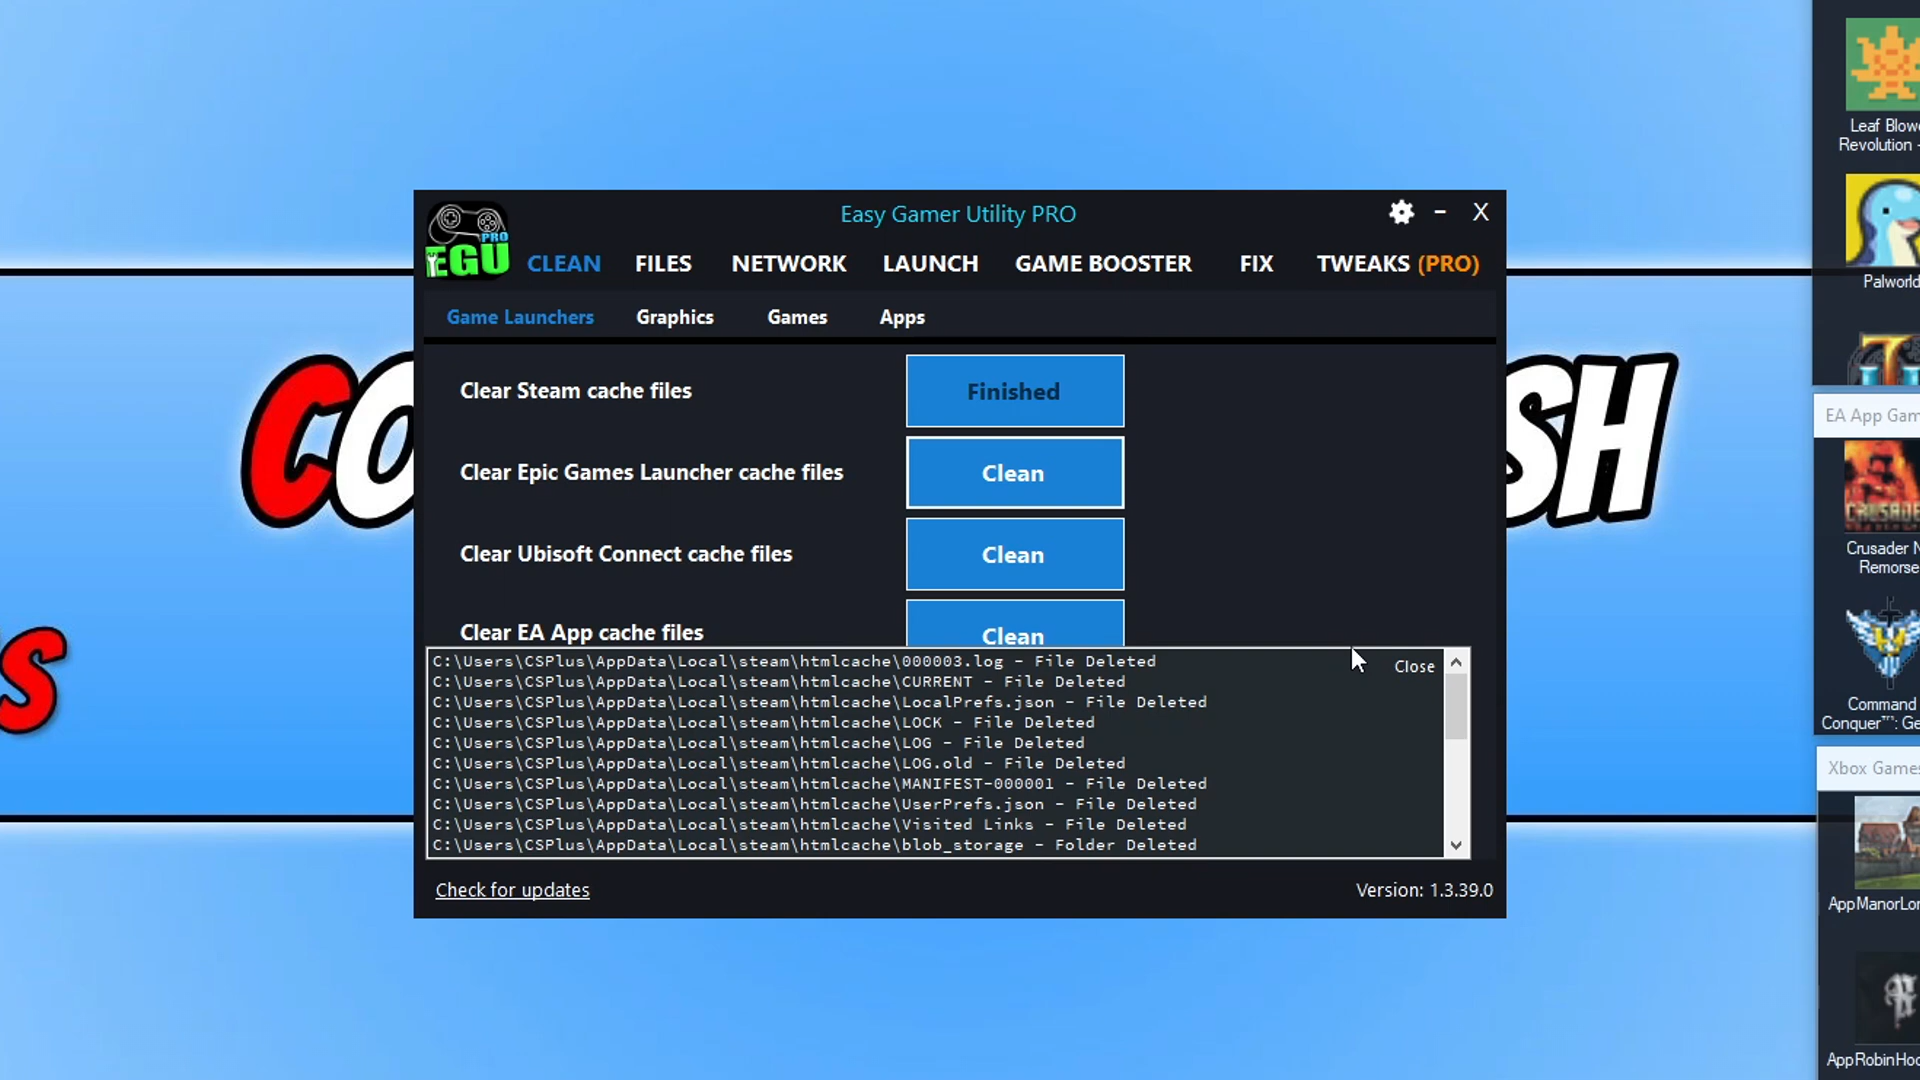 Easy Gamer Utility PRO
X
PRO
EGU
CLEAN FILES NETWORK LAUNCH GAME BOOSTER FIX TWEAKS (PRO)
Game Launchers Graphics Games Apps
Clear Steam cache files Finished
Clear Epic Games Launcher cache files Clean
Clear Ubisoft Connect cache files Clean
Clear EA App cache files Clean
Close
C:\Users\CSPlus\AppData\Local\steam\htmlcache\000003.log - File Deleted
C:\Users\CSPlus\AppData\Local\steam\htmlcache\CURRENT - File Deleted
C:\Users\CSPlus\AppData\Local\steam\htmlcache\LocalPrefs.json - File Deleted
C:\Users\CSPlus\AppData\Local\steam\htmlcache\LOCK - File Deleted
C:\Users\CSPlus\AppData\Local\steam\htmlcache\LOG - File Deleted
C:\Users\CSPlus\AppData\Local\steam\htmlcache\LOG.old - File Deleted
C:\Users\CSPlus\AppData\Local\steam\htmlcache\MANIFEST-000001 - File Deleted
C:\Users\CSPlus\AppData\Local\steam\htmlcache\UserPrefs.json - File Deleted
C:\Users\CSPlus\AppData\Local\steam\htmlcache\Visited Links - File Deleted
C:\Users\CSPlus\AppData\Local\steam\htmlcache\blob_storage - Folder Deleted
Check for updates
Version: 1.3.39.0
CO
SH
S
Leaf Blowe
Revolution -
Palworld
EA App Gam
CRUSADE
Crusader N
Remorse
Command
Conquer™: Ge
Xbox Games
AppManorLor
AppRobinHoo